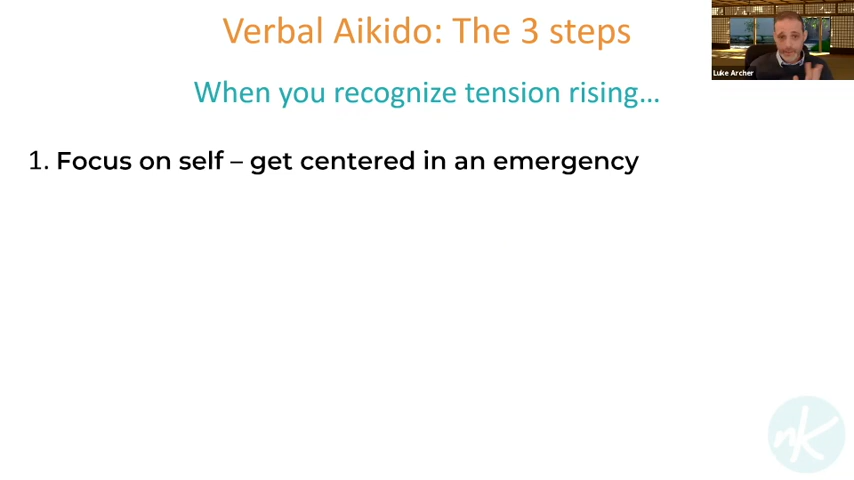 Verbal Aikido: The 3 steps
Luke Archer
When you recognize tension rising...
1. Focus on self – get centered in an emergency
nk